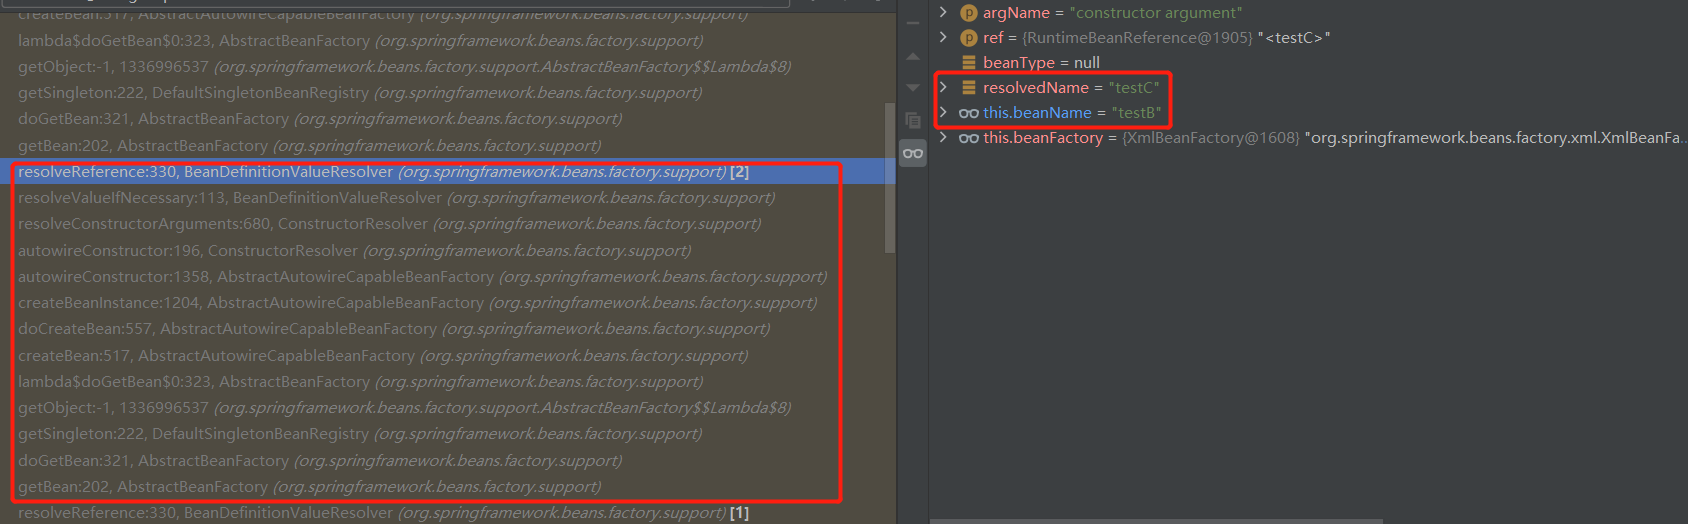 createBean:517, AbstractAutowireCapableBeanFactory (org.springframework.beans.factory.support)
lambda$doGetBean$0:323, AbstractBeanFactory (org.springframework.beans.factory.support)
getObject:-1, 1336996537 (org.springframework.beans.factory.support.AbstractBeanFactory$$Lambda$8)
getSingleton:222, DefaultSingletonBeanRegistry (org.springframework.beans.factory.support)
doGetBean:321, AbstractBeanFactory (org.springframework.beans.factory.support)
getBean:202, AbstractBeanFactory (org.springframework.beans.factory.support)
resolveReference:330, BeanDefinitionValueResolver (org.springframework.beans.factory.support) [2]
resolveValueIfNecessary:113, BeanDefinitionValueResolver (org.springframework.beans.factory.support)
resolveConstructorArguments:680, ConstructorResolver (org.springframework.beans.factory.support)
autowireConstructor:196, ConstructorResolver (org.springframework.beans.factory.support)
autowireConstructor:1358, AbstractAutowireCapableBeanFactory (org.springframework.beans.factory.support)
createBeanInstance:1204, AbstractAutowireCapableBeanFactory (org.springframework.beans.factory.support)
doCreateBean:557, AbstractAutowireCapableBeanFactory (org.springframework.beans.factory.support)
createBean:517, AbstractAutowireCapableBeanFactory (org.springframework.beans.factory.support)
lambda$doGetBean$0:323, AbstractBeanFactory (org.springframework.beans.factory.support)
getObject:-1, 1336996537 (org.springframework.beans.factory.support.AbstractBeanFactory$$Lambda$8)
getSingleton:222, DefaultSingletonBeanRegistry (org.springframework.beans.factory.support)
doGetBean:321, AbstractBeanFactory (org.springframework.beans.factory.support)
getBean:202, AbstractBeanFactory (org.springframework.beans.factory.support)
resolveReference:330, BeanDefinitionValueResolver (org.springframework.beans.factory.support) [1]
p argName = "constructor argument"
p ref = {RuntimeBeanReference@1905} "<testC>"
beanType = null
resolvedName = "testC"
this.beanName = "testB"
this.beanFactory = {XmlBeanFactory@1608} "org.springframework.beans.factory.xml.XmlBeanFa...